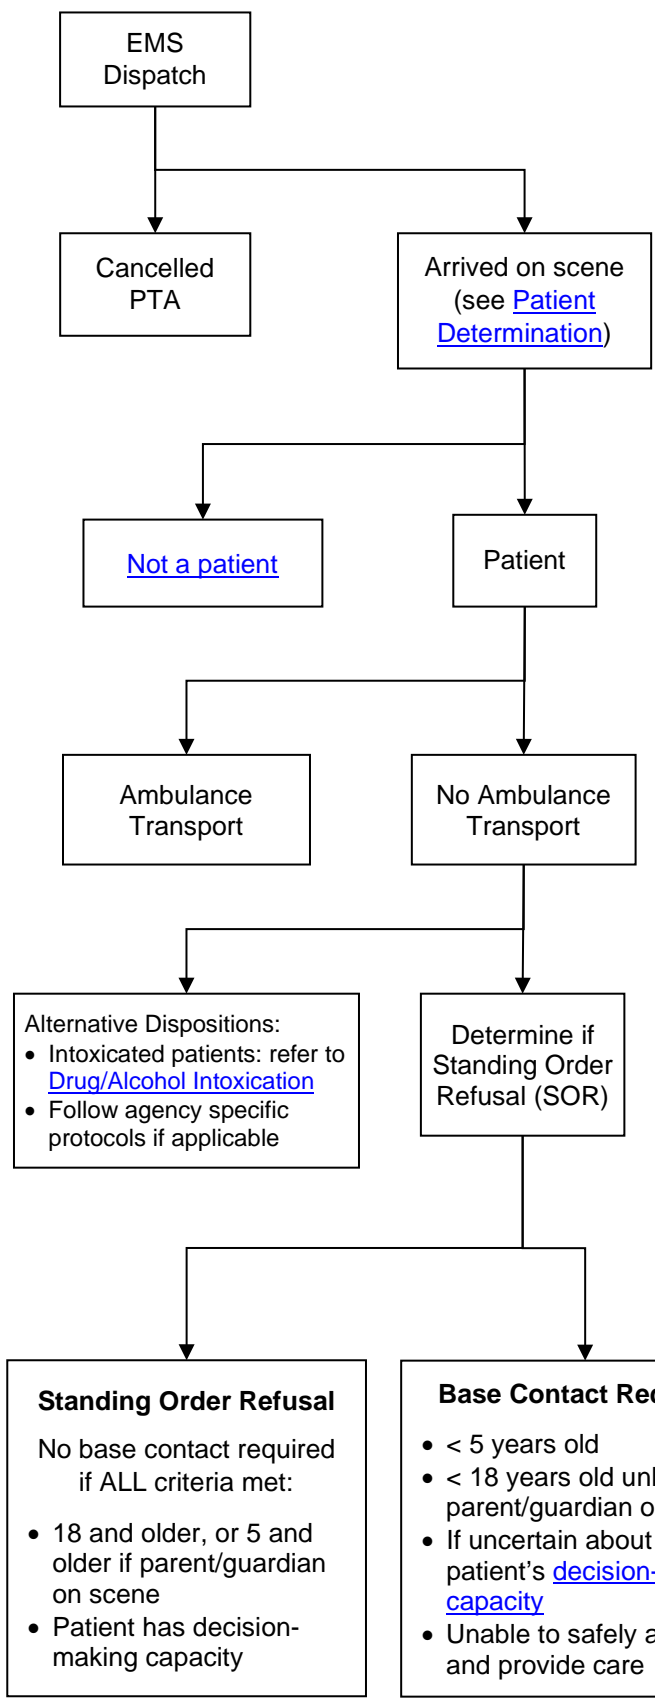 EMS
Dispatch
Cancelled
PTA
Arrived on scene
(see Patient
Determination)
Not a patient
Patient
Ambulance
Transport
No Ambulance
Transport
Alternative Dispositions:
• Intoxicated patients: refer to
Drug/Alcohol Intoxication
• Follow agency specific
protocols if applicable
Determine if
Standing Order
Refusal (SOR)
Standing Order Refusal
No base contact required
if ALL criteria met:
• 18 and older, or 5 and
older if parent/guardian
on scene
• Patient has decision-
making capacity
Base Contact
• < 5 years old
• < 18 years old
parent/guardian
• If uncertain about
patient's decision-
capacity
• Unable to safely
and provide care